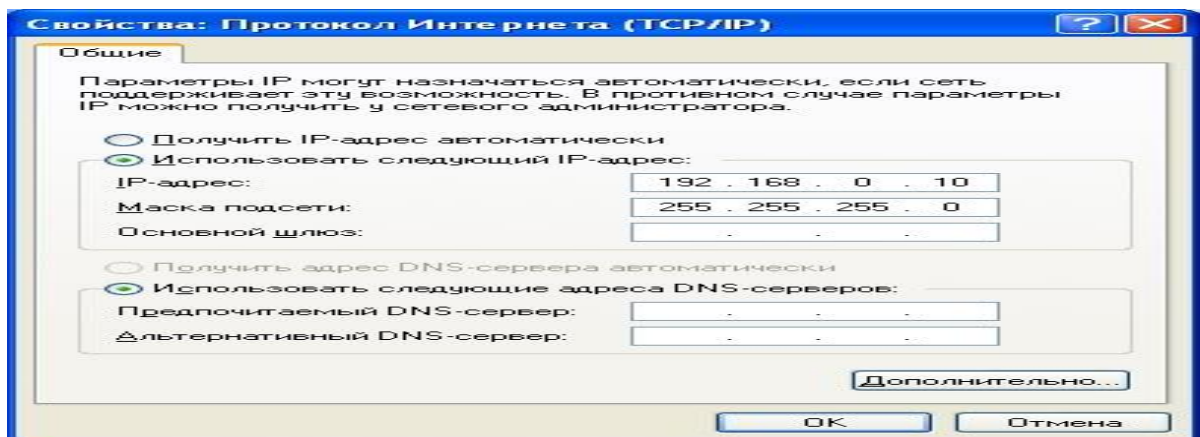 Свойства: Протокол Интернета (TCP/IP)
Общие
Параметры IP могут назначаться автоматически, если сеть
поддерживает эту возможность. В противном случае параметры
IP можно получить у сетевого администратора.
Получить IP-адрес автоматически
Использовать следующий IP-адрес:
IP-адрес: 192 . 168 . 0 . 10
Маска подсети: 255 . 255 . 255 . 0
Основной шлюз: . . .
Получить адрес DNS-сервера автоматически
Использовать следующие адреса DNS-серверов:
Предпочитаемый DNS-сервер: . . .
Альтернативный DNS-сервер: . . .
Дополнительно...
ОК Отмена